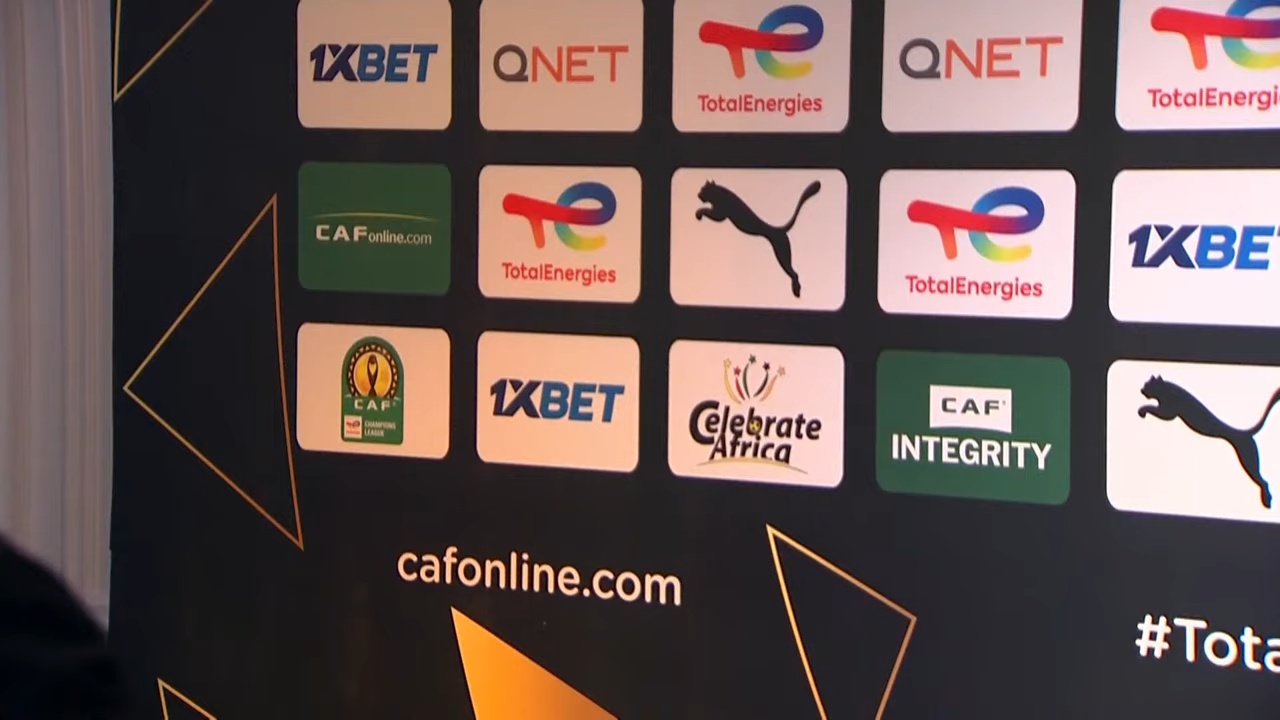 1XBET
QNET
TotalEnergies
QNET
TotalEnergi
CAFonline.com
TotalEnergies
TotalEnergies
1XBET
CAF
CHAMPIONS
LEAGUE
1XBET
Celebrate
Africa
CAF
INTEGRITY
cafonline.com
#Tota